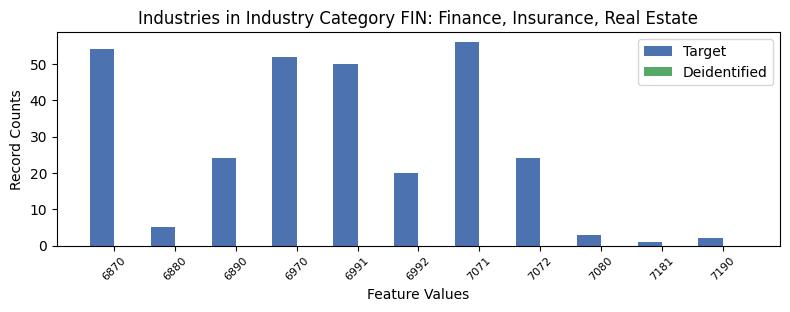 Industries in Industry Category FIN: Finance, Insurance, Real Estate
Target
Deidentified
Record Counts
50
40
30
20
10
0
6870 6880 6890 6970 6991 6992 7071 7072 7080 7181 7190
Feature Values